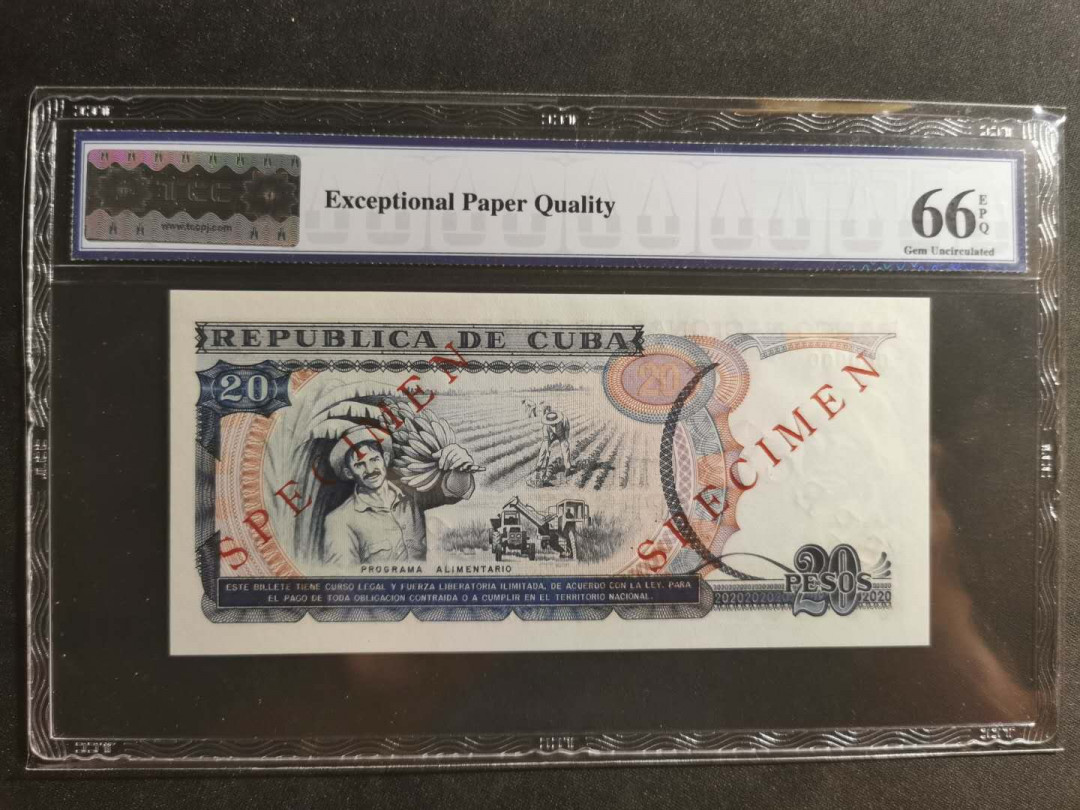 TCC
www.tccpj.com
Exceptional Paper Quality
66 EPQ
Gem Uncirculated
REPUBLICA DE CUBA
20
20
SPECIMEN
SPECIMEN
PROGRAMA ALIMENTARIO
ESTE BILLETE TIENE CURSO LEGAL Y FUERZA LIBERATORIA ILIMITADA, DE ACUERDO CON LA LEY, PARA
EL PAGO DE TODA OBLIGACION CONTRAIDA O A CUMPLIR EN EL TERRITORIO NACIONAL.
20
PESOS
2020